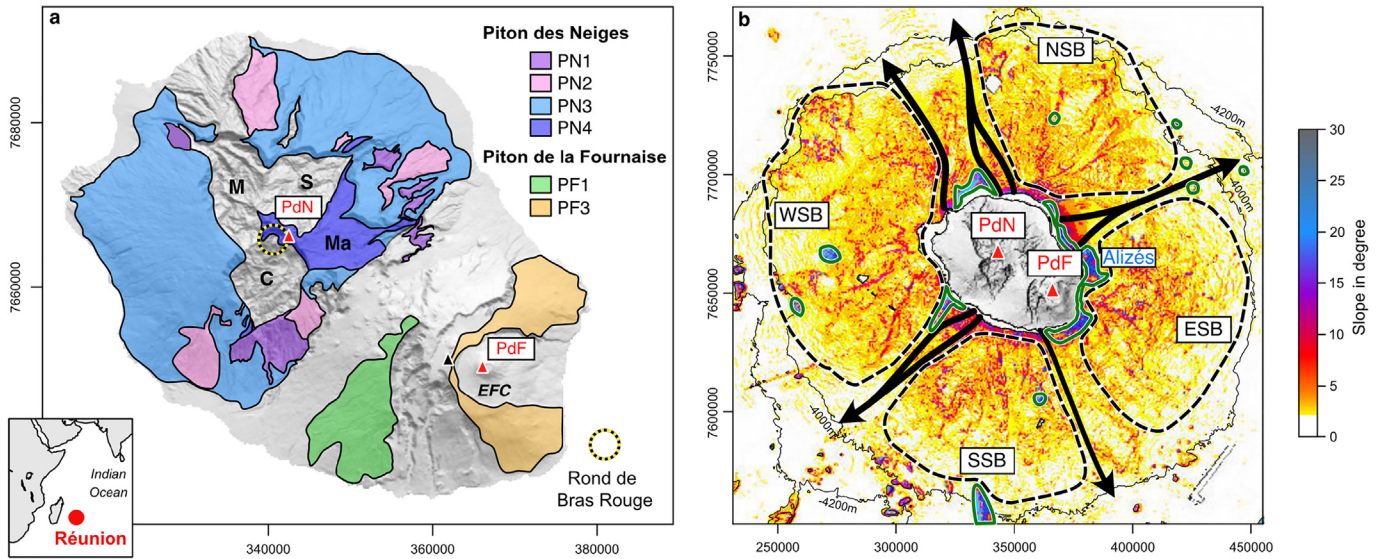 a
Piton des Neiges
PN1
PN2
PN3
PN4
Piton de la Fournaise
PF1
PF3
M
S
PdN
Ma
C
PdF
EFC
Rond de
Bras Rouge
Indian
Ocean
Réunion
7680000
7660000
340000
360000
380000
b
NSB
-4200m
WSB
PdN
PdF
Alizés
-4000m
ESB
-4000m
SSB
-4200m
7750000
7700000
7650000
7600000
250000
300000
350000
400000
450000
30
25
20
15
10
5
0
Slope in degree